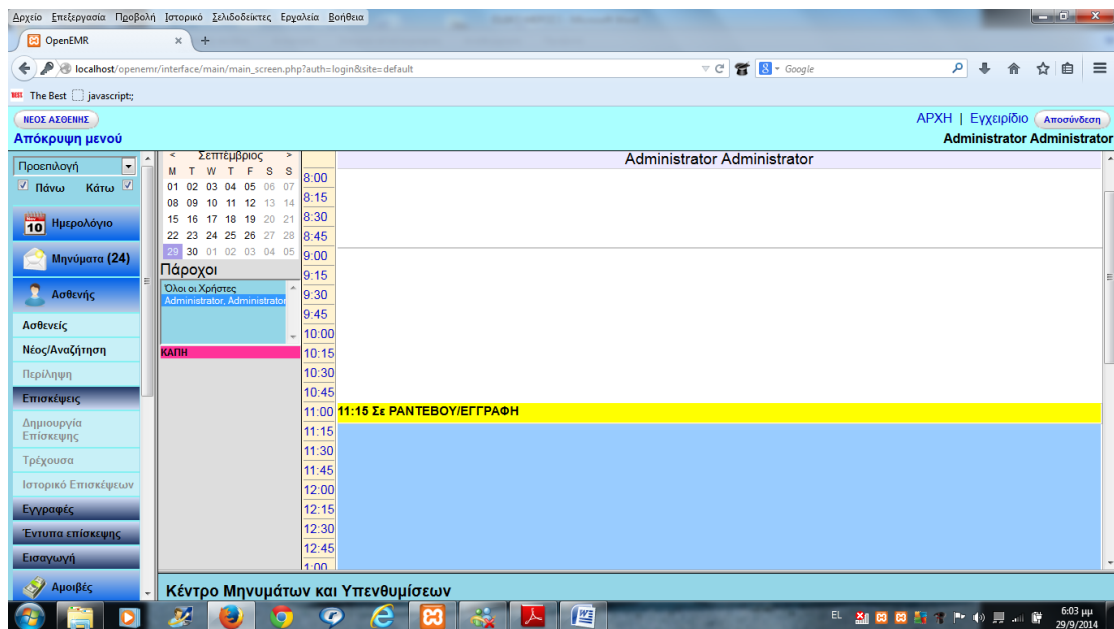 Αρχείο Επεξεργασία Προβολή Ιστορικό Σελιδοδείκτες Εργαλεία Βοήθεια
OpenEMR
localhost/openemr/interface/main/main_screen.php?auth=login&site=default
Google
The Best javascript:;
ΝΕΟΣ ΑΣΘΕΝΗΣ
ΑΡΧΗ | Εγχειρίδιο Αποσύνδεση
Απόκρυψη μενού
Administrator Administrator
Προεπιλογή
Πάνω Κάτω
Ημερολόγιο
Μηνύματα (24)
Ασθενής
Ασθενείς
Νέος/Αναζήτηση
Περίληψη
Επισκέψεις
Δημιουργία
Επίσκεψης
Τρέχουσα
Ιστορικό Επισκέψεων
Εγγραφές
Έντυπα επίσκεψης
Εισαγωγή
Αμοιβές
< Σεπτέμβριος >
M T W T F S S
01 02 03 04 05 06 07
08 09 10 11 12 13 14
15 16 17 18 19 20 21
22 23 24 25 26 27 28
29 30 01 02 03 04 05
Πάροχοι
Όλοι οι Χρήστες
Administrator, Administrator
ΚΑΠΗ
Administrator Administrator
8:00
8:15
8:30
8:45
9:00
9:15
9:30
9:45
10:00
10:15
10:30
10:45
11:00 11:15 Σε ΡΑΝΤΕΒΟΥ/ΕΓΓΡΑΦΗ
11:15
11:30
11:45
12:00
12:15
12:30
12:45
1:00
Κέντρο Μηνυμάτων και Υπενθυμίσεων
EL
6:03 μμ
29/9/2014